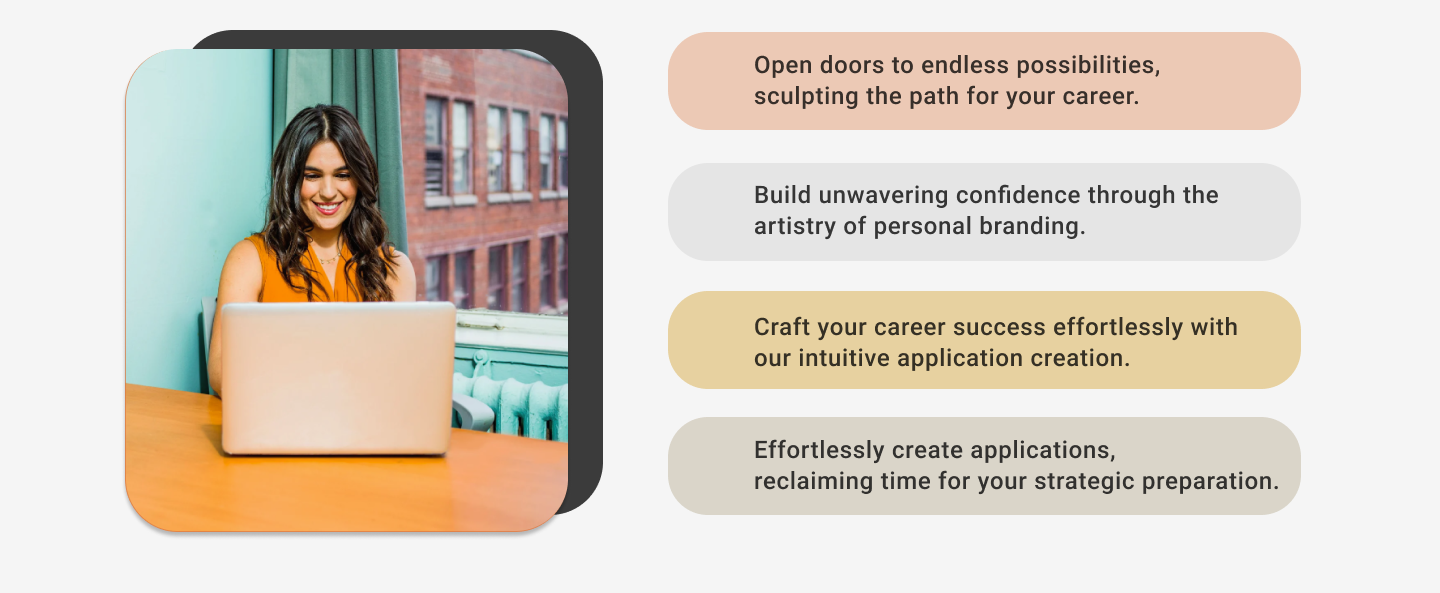 Open doors to endless possibilities,
sculpting the path for your career.
Build unwavering confidence through the
artistry of personal branding.
Craft your career success effortlessly with
our intuitive application creation.
Effortlessly create applications,
reclaiming time for your strategic preparation.